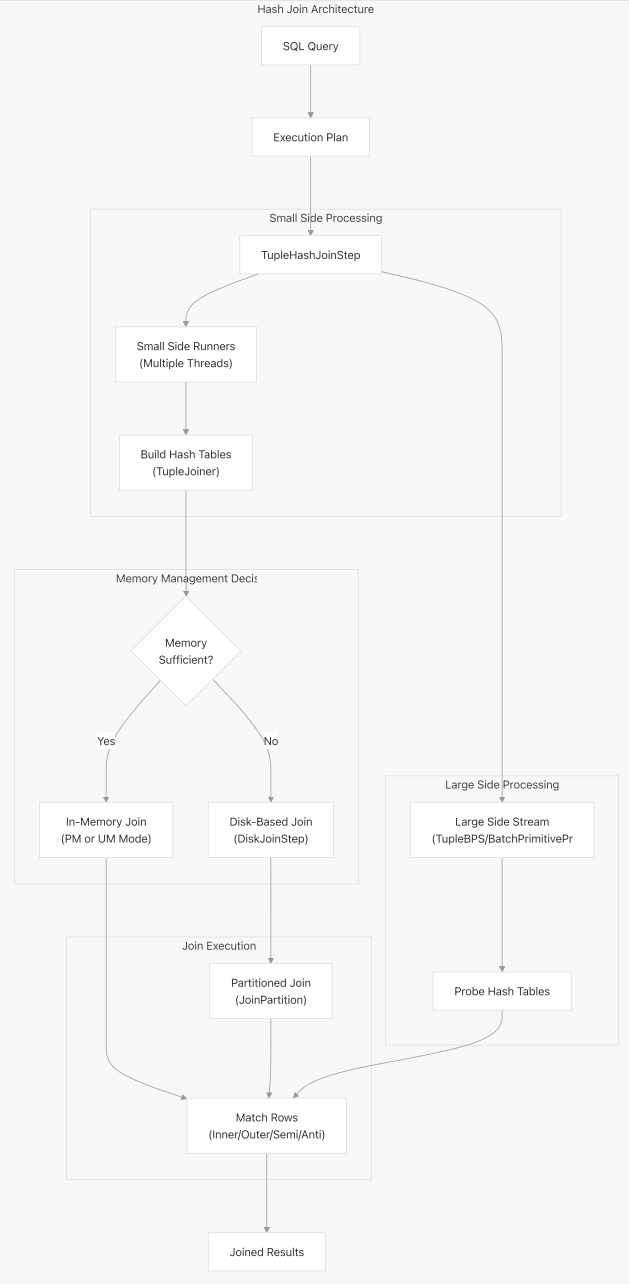 Hash Join Architecture
SQL Query
Execution Plan
Small Side Processing
TupleHashJoinStep
Small Side Runners
(Multiple Threads)
Build Hash Tables
(TupleJoiner)
Memory Management Decis
Memory
Sufficient?
Yes
No
Large Side Processing
In-Memory Join
(PM or UM Mode)
Disk-Based Join
(DiskJoinStep)
Large Side Stream
(TupleBPS/BatchPrimitivePr
Join Execution
Partitioned Join
(JoinPartition)
Probe Hash Tables
Match Rows
(Inner/Outer/Semi/Anti)
Joined Results